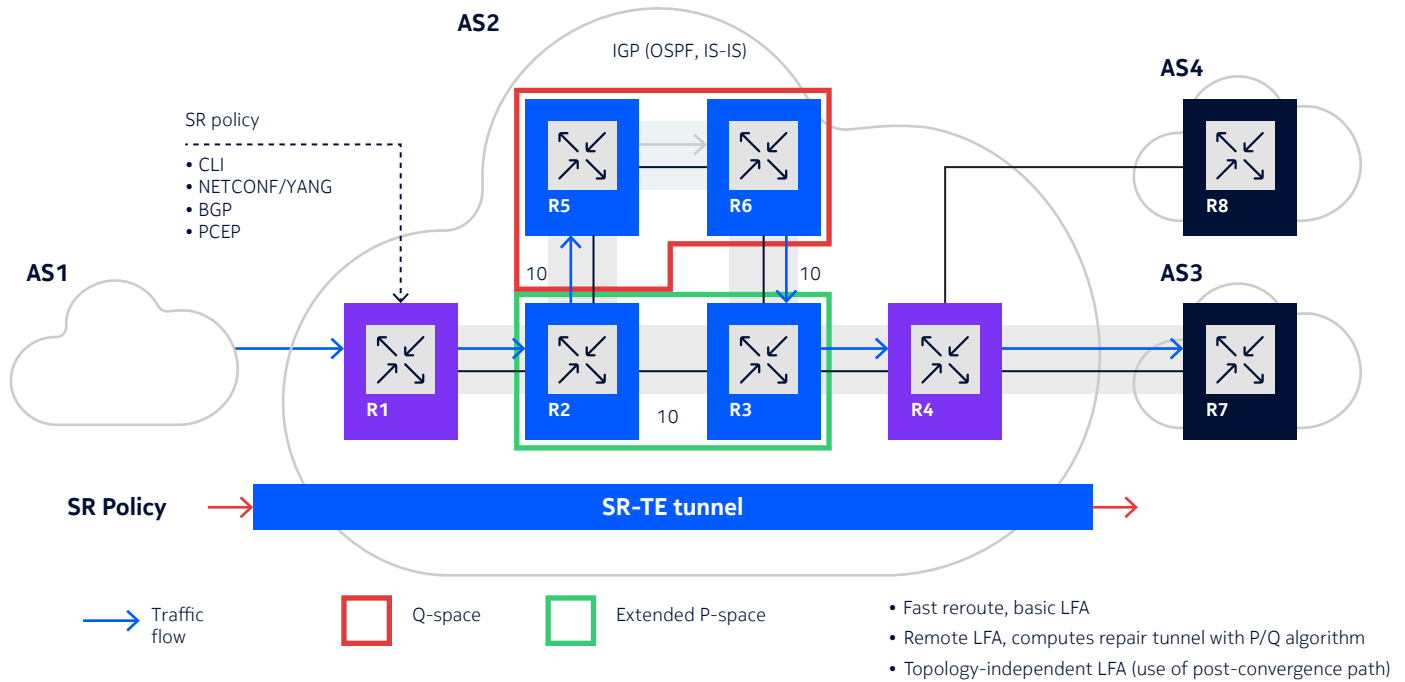 AS2
IGP (OSPF, IS-IS)
AS4
SR policy
• CLI
• NETCONF/YANG
• BGP
• PCEP
R5
R6
R8
AS1
10
10
AS3
R1
R2
10
R3
R4
R7
SR Policy
SR-TE tunnel
Traffic
flow
Q-space
Extended P-space
• Fast reroute, basic LFA
• Remote LFA, computes repair tunnel with P/Q algorithm
• Topology-independent LFA (use of post-convergence path)